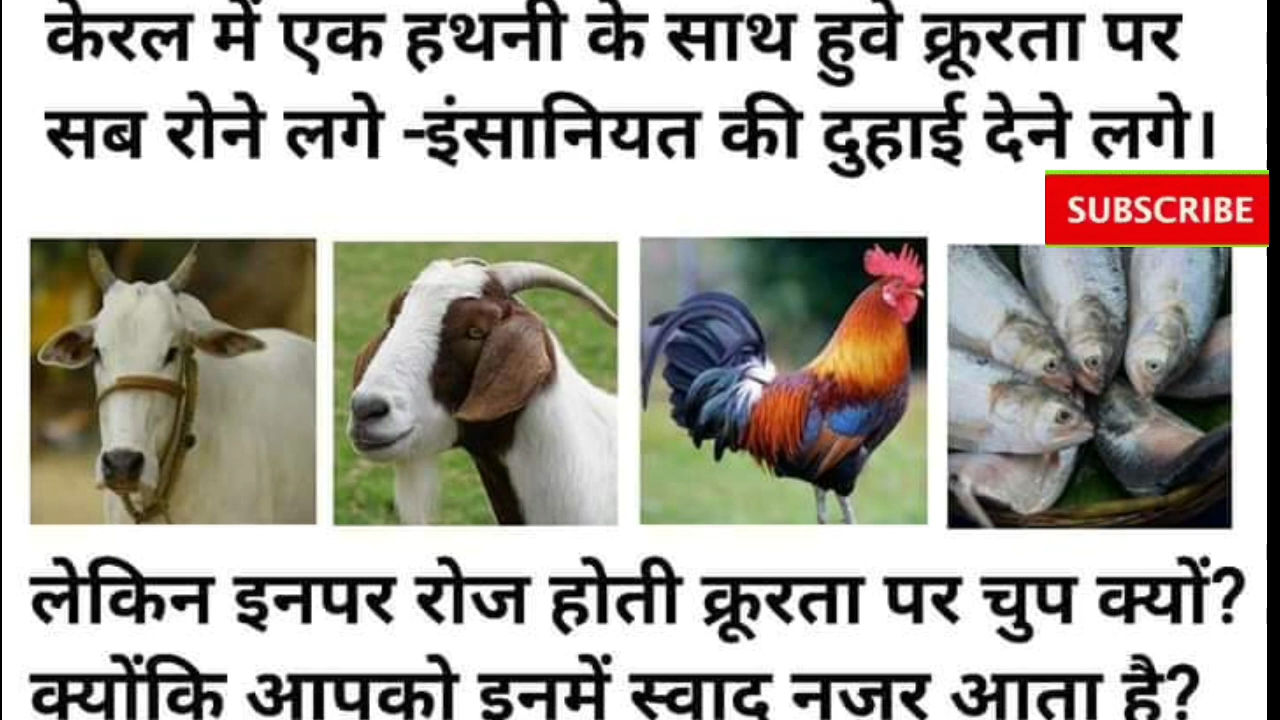 केरल में एक हथनी के साथ हुवे क्रूरता पर
सब रोने लगे -इंसानियत की दुहाई देने लगे।
SUBSCRIBE
लेकिन इनपर रोज होती क्रूरता पर चुप क्यों?
क्योंकि आपको इनमें स्वाद नजर आता है?